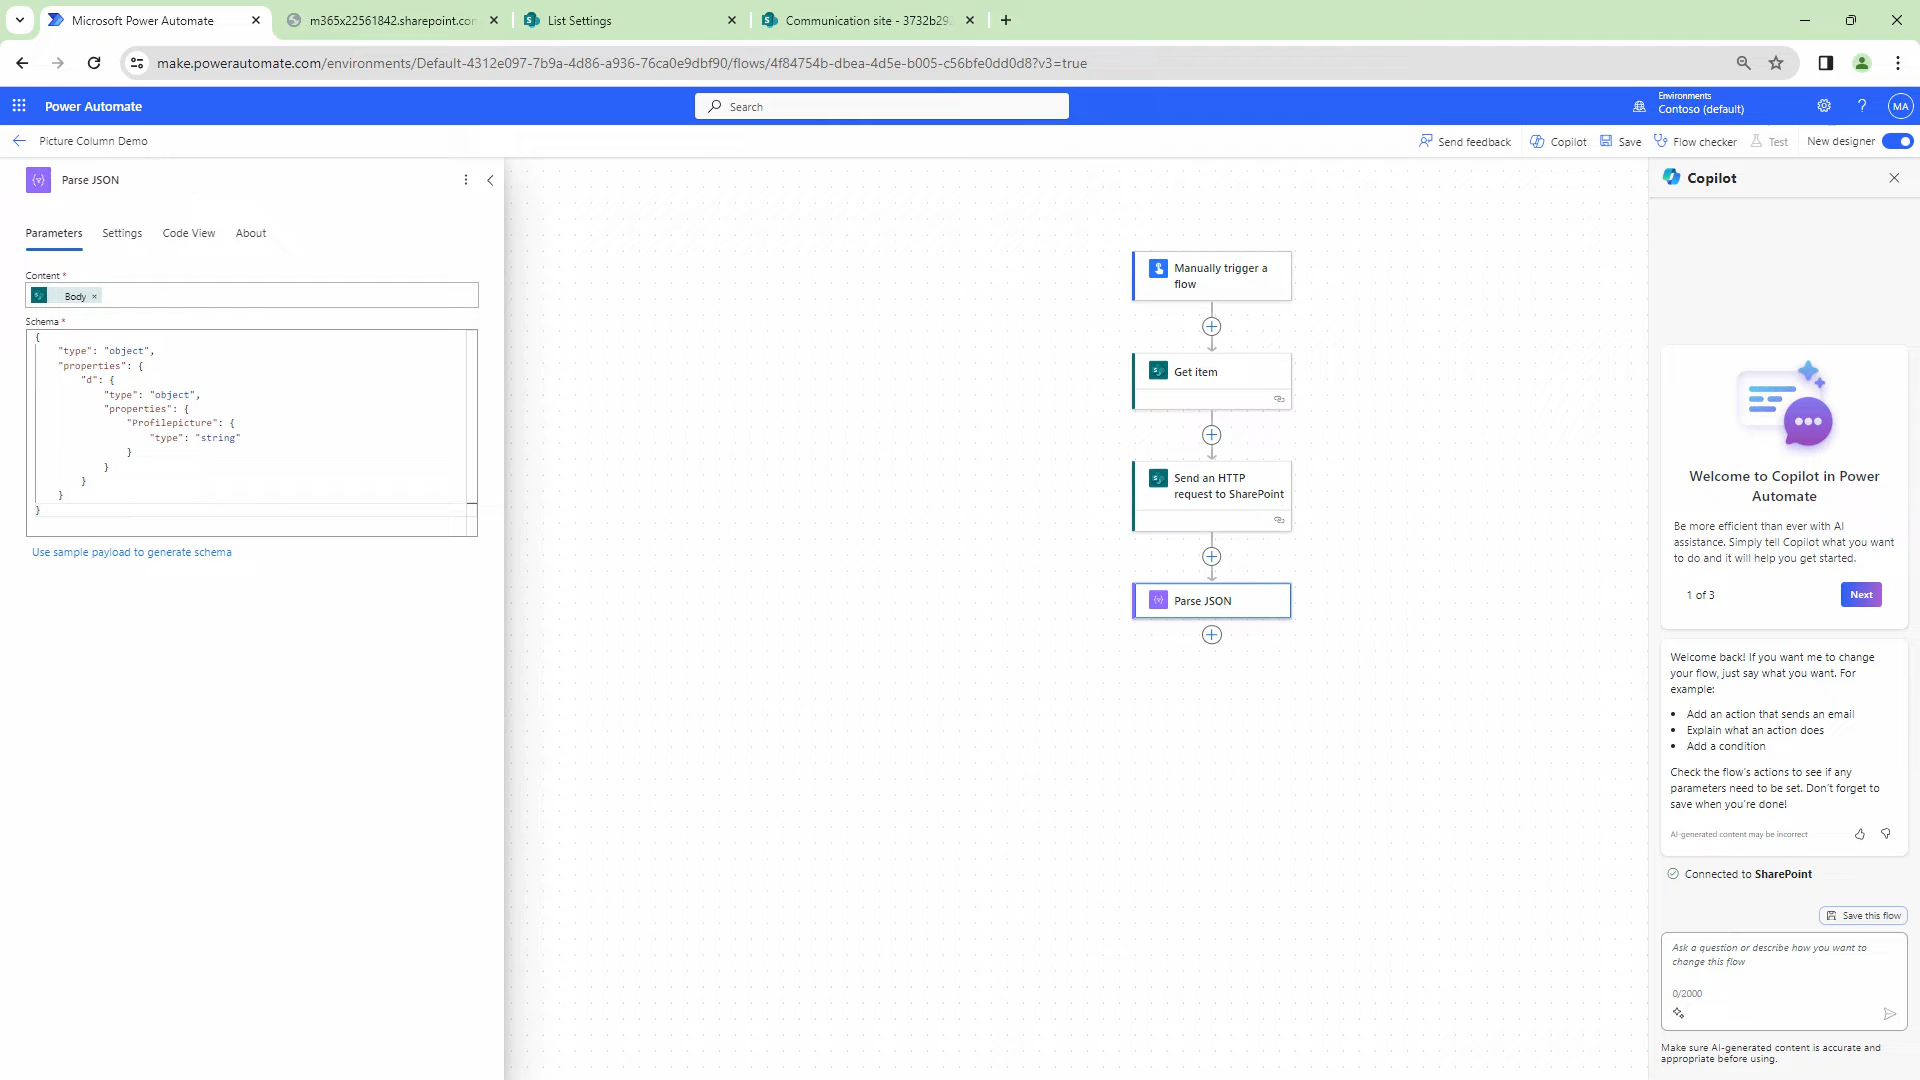 Microsoft Power Automate
m365x22561842.sharepoint.con
List Settings
Communication site - 3732b292
make.powerautomate.com/environments/Default-4312e097-7b9a-4d86-a936-76ca0e9dbf90/flows/4f84754b-dbea-4d5e-b005-c56bfe0dd0d8?v3=true
Power Automate
Search
Environments
Contoso (default)
MA
Picture Column Demo
Send feedback
Copilot
Save
Flow checker
Test
New designer
Parse JSON
Parameters
Settings
Code View
About
Content *
Body ×
Schema *
{
"type": "object",
"properties": {
"d": {
"type": "object",
"properties": {
"Profilepicture": {
"type": "string"
}
}
}
}
}
Use sample payload to generate schema
Manually trigger a
flow
Get item
Send an HTTP
request to SharePoint
Parse JSON
Copilot
Welcome to Copilot in Power
Automate
Be more efficient than ever with AI
assistance. Simply tell Copilot what you want
to do and it will help you get started.
1 of 3
Next
Welcome back! If you want me to change
your flow, just say what you want. For
example:
• Add an action that sends an email
• Explain what an action does
• Add a condition
Check the flow's actions to see if any
parameters need to be set. Don't forget to
save when you're done!
AI-generated content may be incorrect
Connected to SharePoint
Save this flow
Ask a question or describe how you want to
change this flow
0/2000
Make sure AI-generated content is accurate and
appropriate before using.